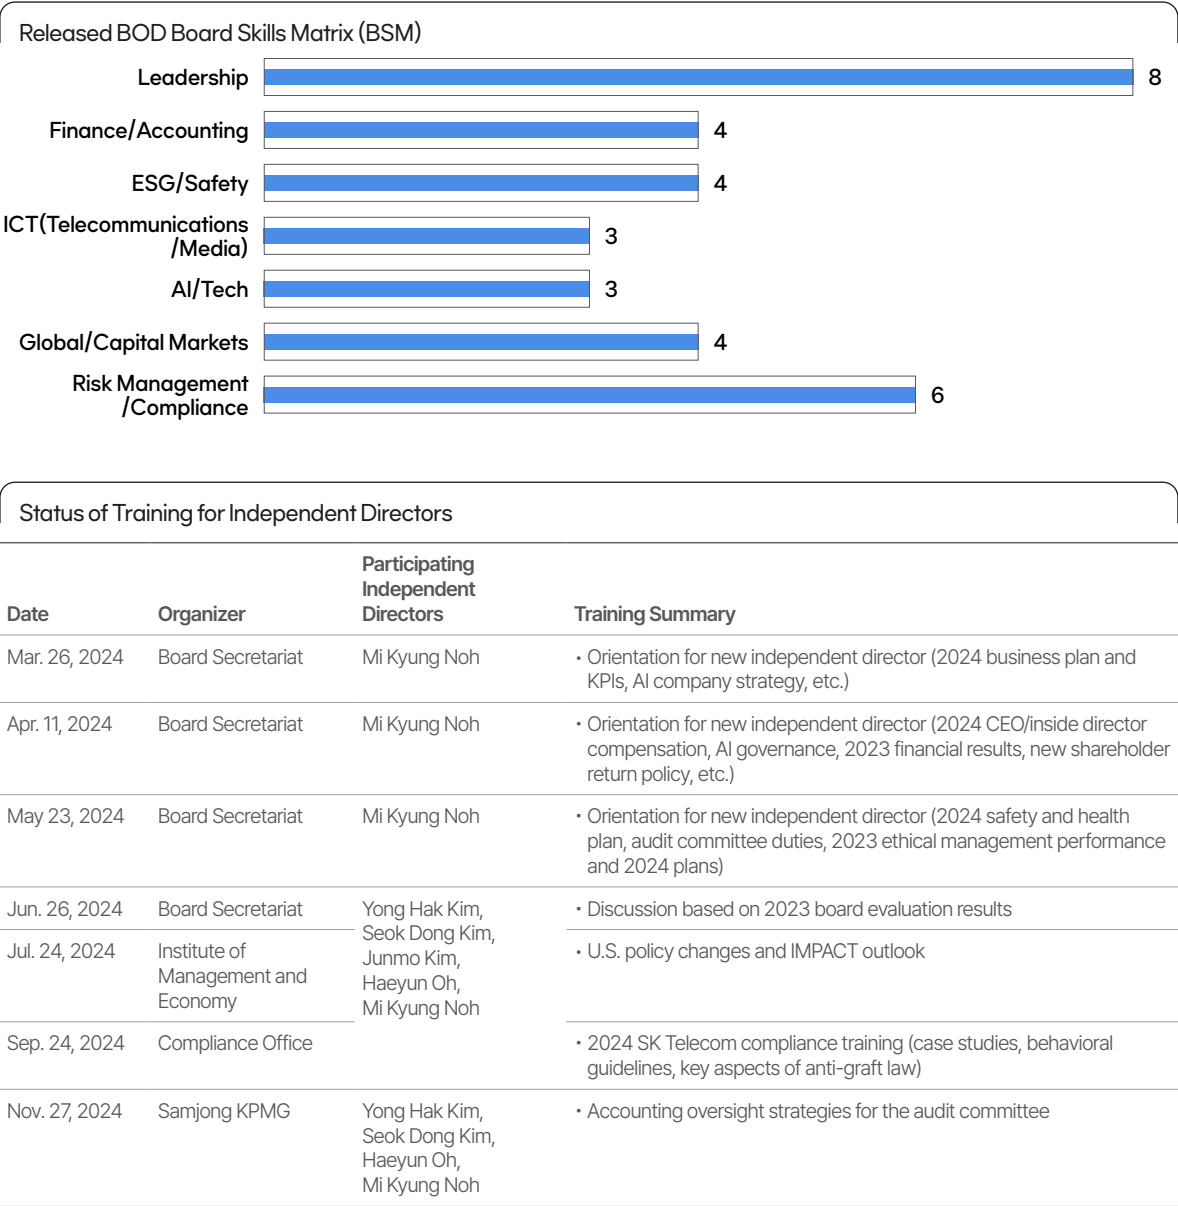 Released BOD Board Skills Matrix (BSM)
Leadership 8
Finance/Accounting 4
ESG/Safety 4
ICT(Telecommunications
/Media) 3
AI/Tech 3
Global/Capital Markets 4
Risk Management
/Compliance 6
Status of Training for Independent Directors
Participating
Independent
Date Organizer Directors Training Summary
Mar. 26, 2024 Board Secretariat Mi Kyung Noh • Orientation for new independent director (2024 business plan and
KPIs, AI company strategy, etc.)
Apr. 11, 2024 Board Secretariat Mi Kyung Noh • Orientation for new independent director (2024 CEO/inside director
compensation, AI governance, 2023 financial results, new shareholder
return policy, etc.)
May 23, 2024 Board Secretariat Mi Kyung Noh • Orientation for new independent director (2024 safety and health
plan, audit committee duties, 2023 ethical management performance
and 2024 plans)
Jun. 26, 2024 Board Secretariat Yong Hak Kim, • Discussion based on 2023 board evaluation results
Seok Dong Kim,
Jul. 24, 2024 Institute of Junmo Kim, • U.S. policy changes and IMPACT outlook
Management and Haeyun Oh,
Economy Mi Kyung Noh
Sep. 24, 2024 Compliance Office • 2024 SK Telecom compliance training (case studies, behavioral
guidelines, key aspects of anti-graft law)
Nov. 27, 2024 Samjong KPMG Yong Hak Kim, • Accounting oversight strategies for the audit committee
Seok Dong Kim,
Haeyun Oh,
Mi Kyung Noh